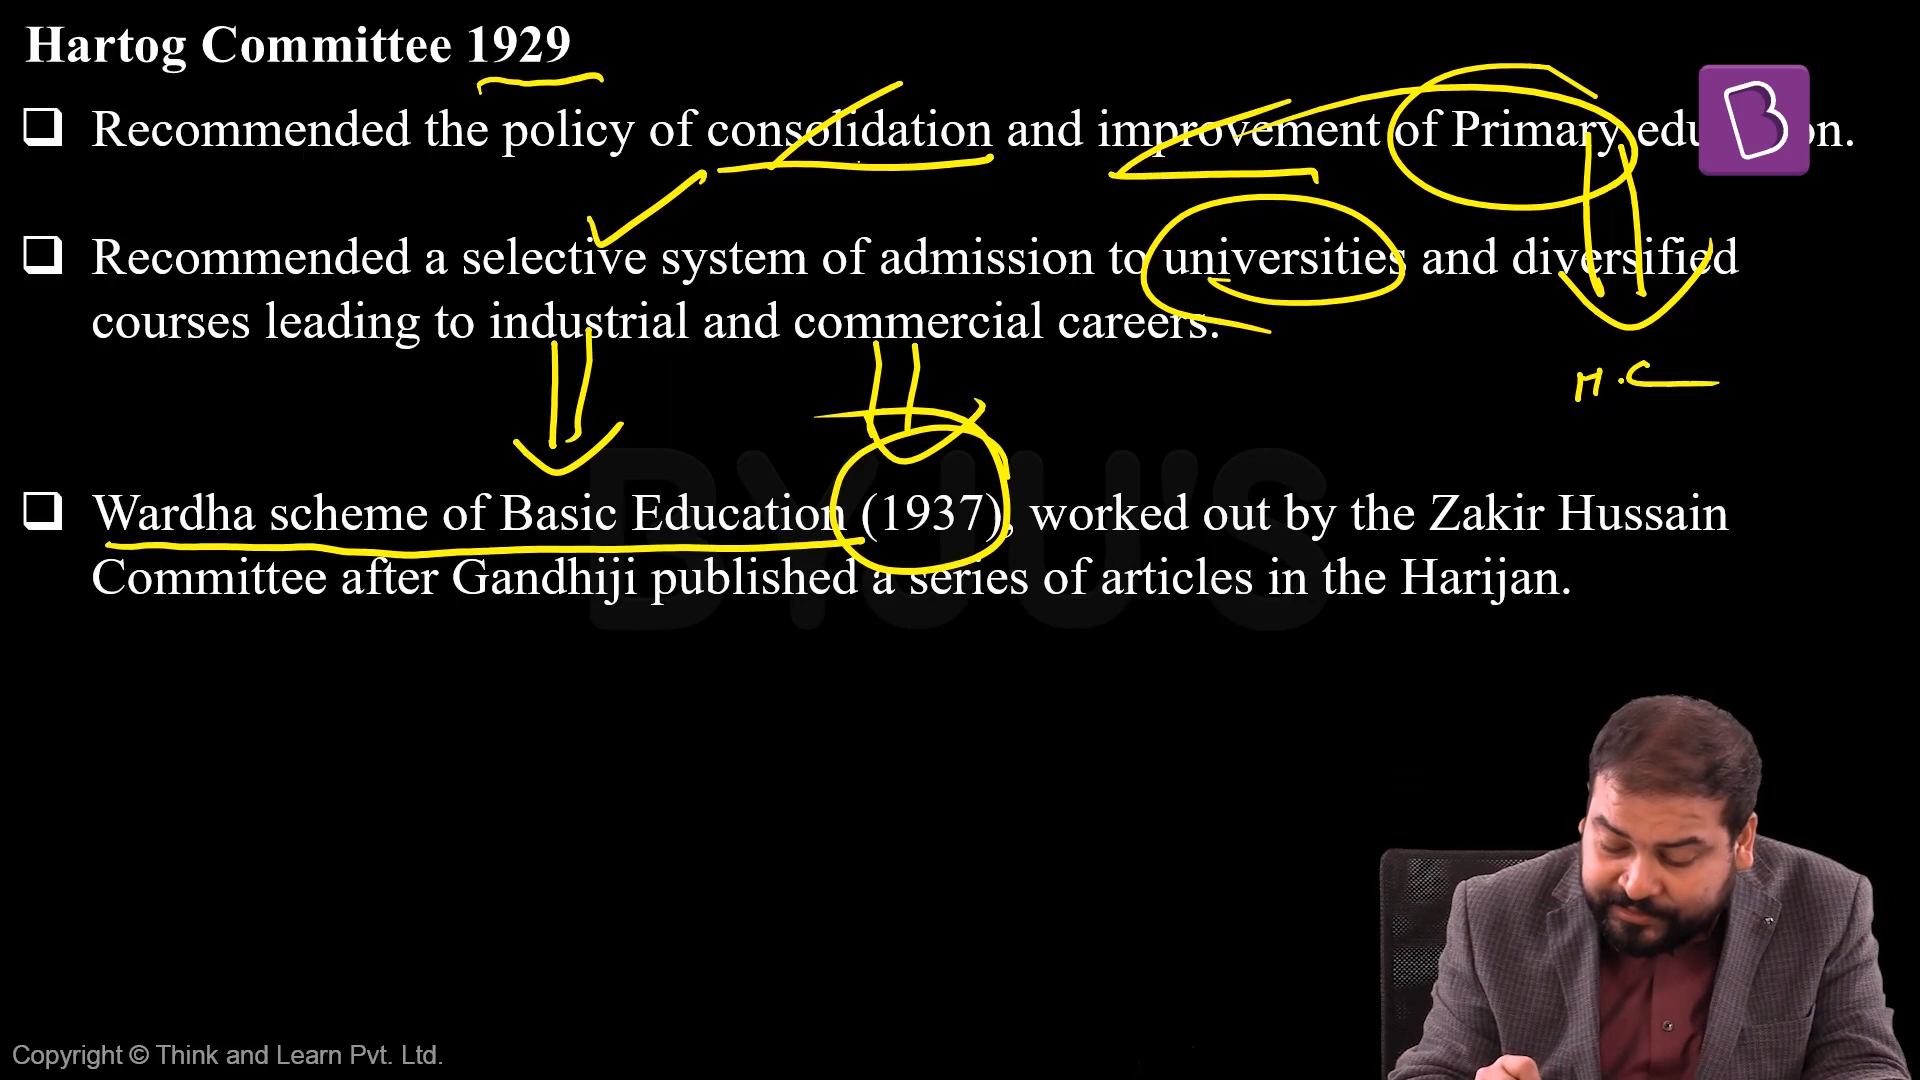 Hartog Committee 1929
❑ Recommended the policy of consolidation and improvement of Primary
❑ Recommended a selective system of admission to universities and diversified
courses leading to industrial and commercial careers.
H.C
❑ Wardha scheme of Basic Education (1937), worked out by the Zakir Hussain
Committee after Gandhiji published a series of articles in the Harijan.
BYJU'S
Copyright © Think and Learn Pvt. Ltd.